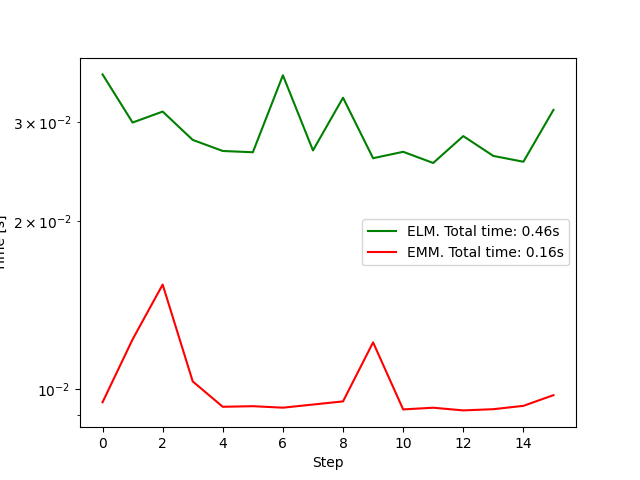 3 × 10⁻²
2 × 10⁻²
10⁻²
Time [s]
ELM. Total time: 0.46s
EMM. Total time: 0.16s
0 2 4 6 8 10 12 14
Step